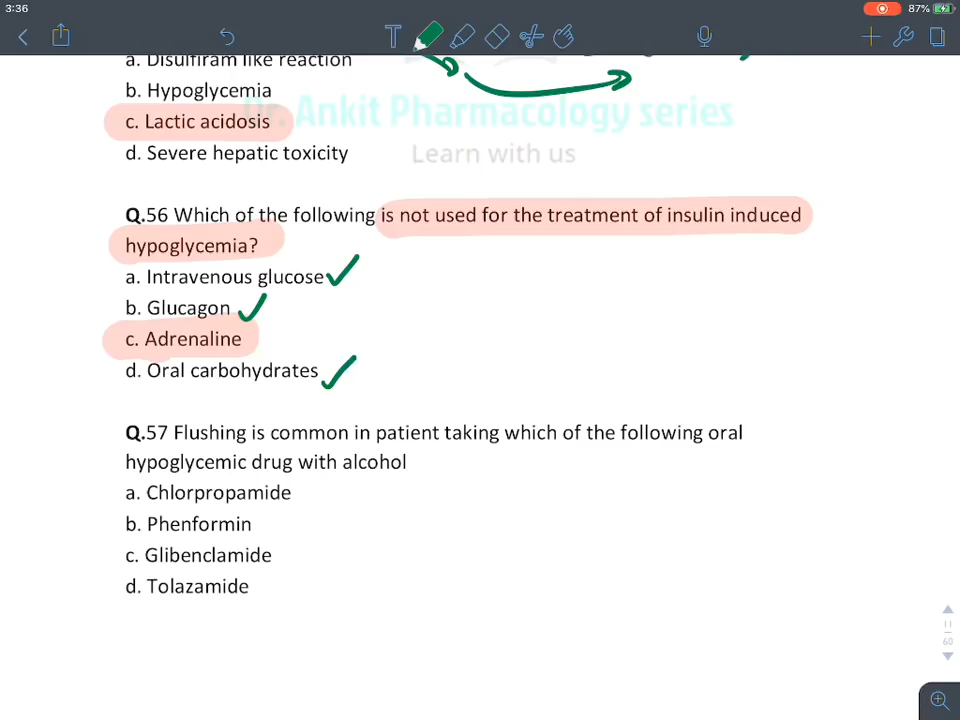 3:36
87%
T
a. Disulfiram like reaction
b. Hypoglycemia
c. Lactic acidosis
Dr. Ankit Pharmacology series
d. Severe hepatic toxicity
Learn with us
Q.56 Which of the following is not used for the treatment of insulin induced
hypoglycemia?
a. Intravenous glucose
b. Glucagon
c. Adrenaline
d. Oral carbohydrates
Q.57 Flushing is common in patient taking which of the following oral
hypoglycemic drug with alcohol
a. Chlorpropamide
b. Phenformin
c. Glibenclamide
d. Tolazamide
11
60